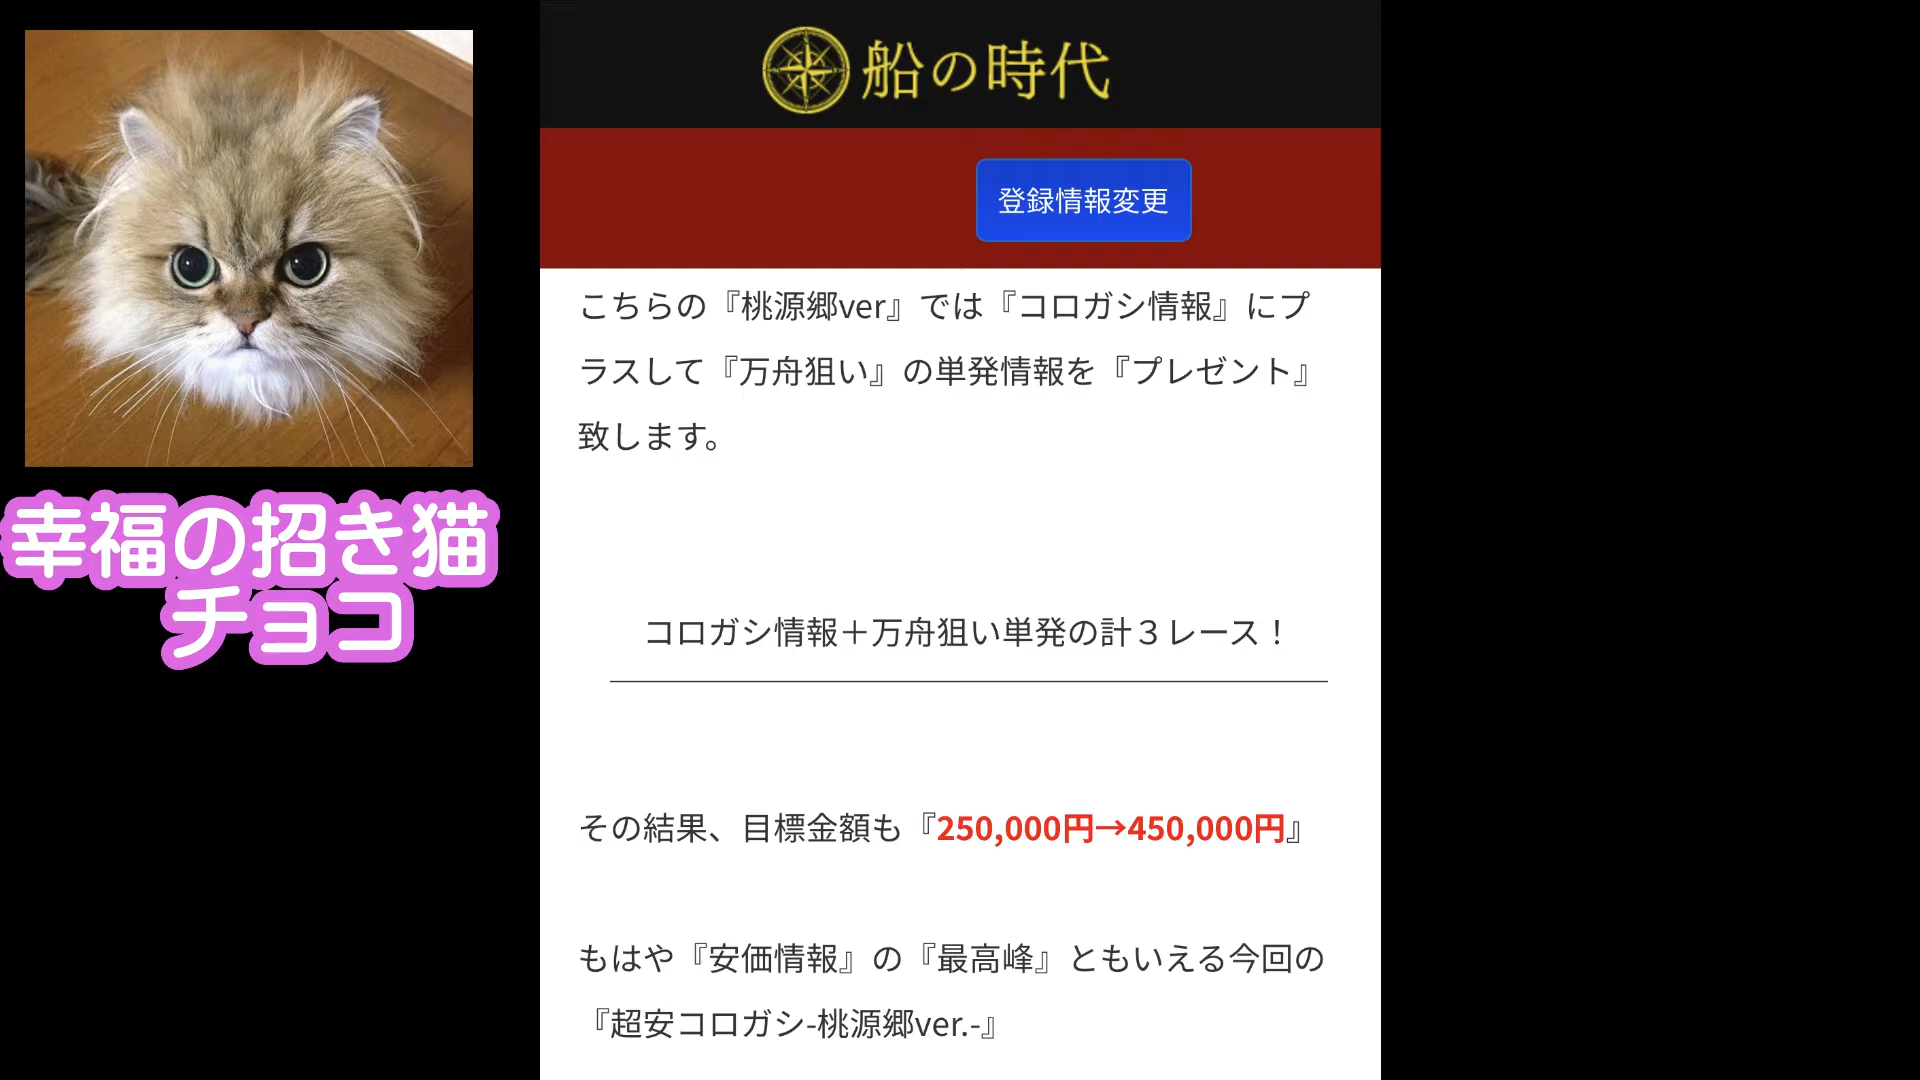 幸福の招き猫
チョコ
船の時代
登録情報変更
こちらの『桃源郷ver』では『コロガシ情報』にプ
ラスして『万舟狙い』の単発情報を『プレゼント』
致します。
コロガシ情報＋万舟狙い単発の計３レース！
その結果、目標金額も『250,000円→450,000円』
もはや『安価情報』の『最高峰』ともいえる今回の
『超安コロガシ-桃源郷ver.-』